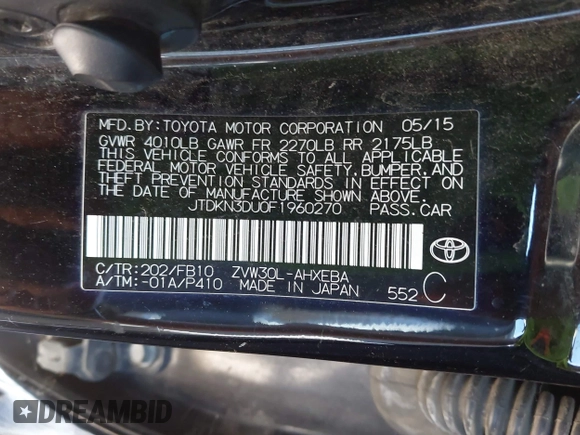 MFD. BY: TOYOTA MOTOR CORPORATION 05/15
GVWR 4010LB GAWR FR 2270LB RR 2175LB
THIS VEHICLE CONFORMS TO ALL APPLICABLE
FEDERAL MOTOR VEHICLE SAFETY, BUMPER, AND
THEFT PREVENTION STANDARDS IN EFFECT ON
THE DATE OF MANUFACTURE SHOWN ABOVE.
JTDKN3DU0F1960270 PASS. CAR
C/TR: 202/FB10 ZVW30L-AHXEBA
A/TM: -01A/P410 MADE IN JAPAN 552 C
DREAMBID